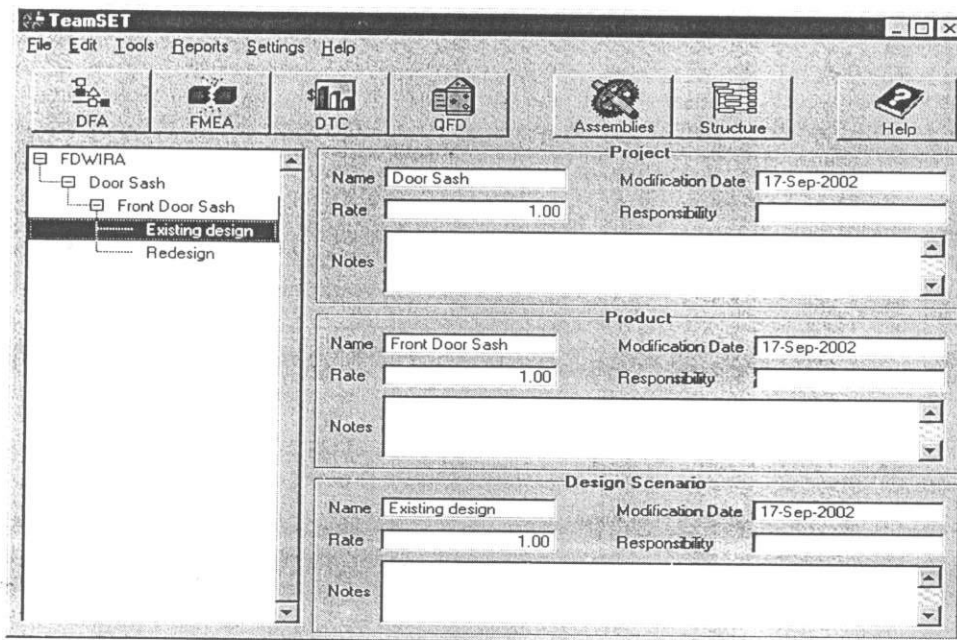 TeamSET
File Edit Tools Reports Settings Help
DFA FMEA DTC QFD Assemblies Structure Help
FDWIRA
Door Sash
Front Door Sash
Existing design
Redesign
Project
Name Door Sash Modification Date 17-Sep-2002
Rate 1.00 Responsibility
Notes
Product
Name Front Door Sash Modification Date 17-Sep-2002
Rate 1.00 Responsibility
Notes
Design Scenario
Name Existing design Modification Date 17-Sep-2002
Rate 1.00 Responsibility
Notes